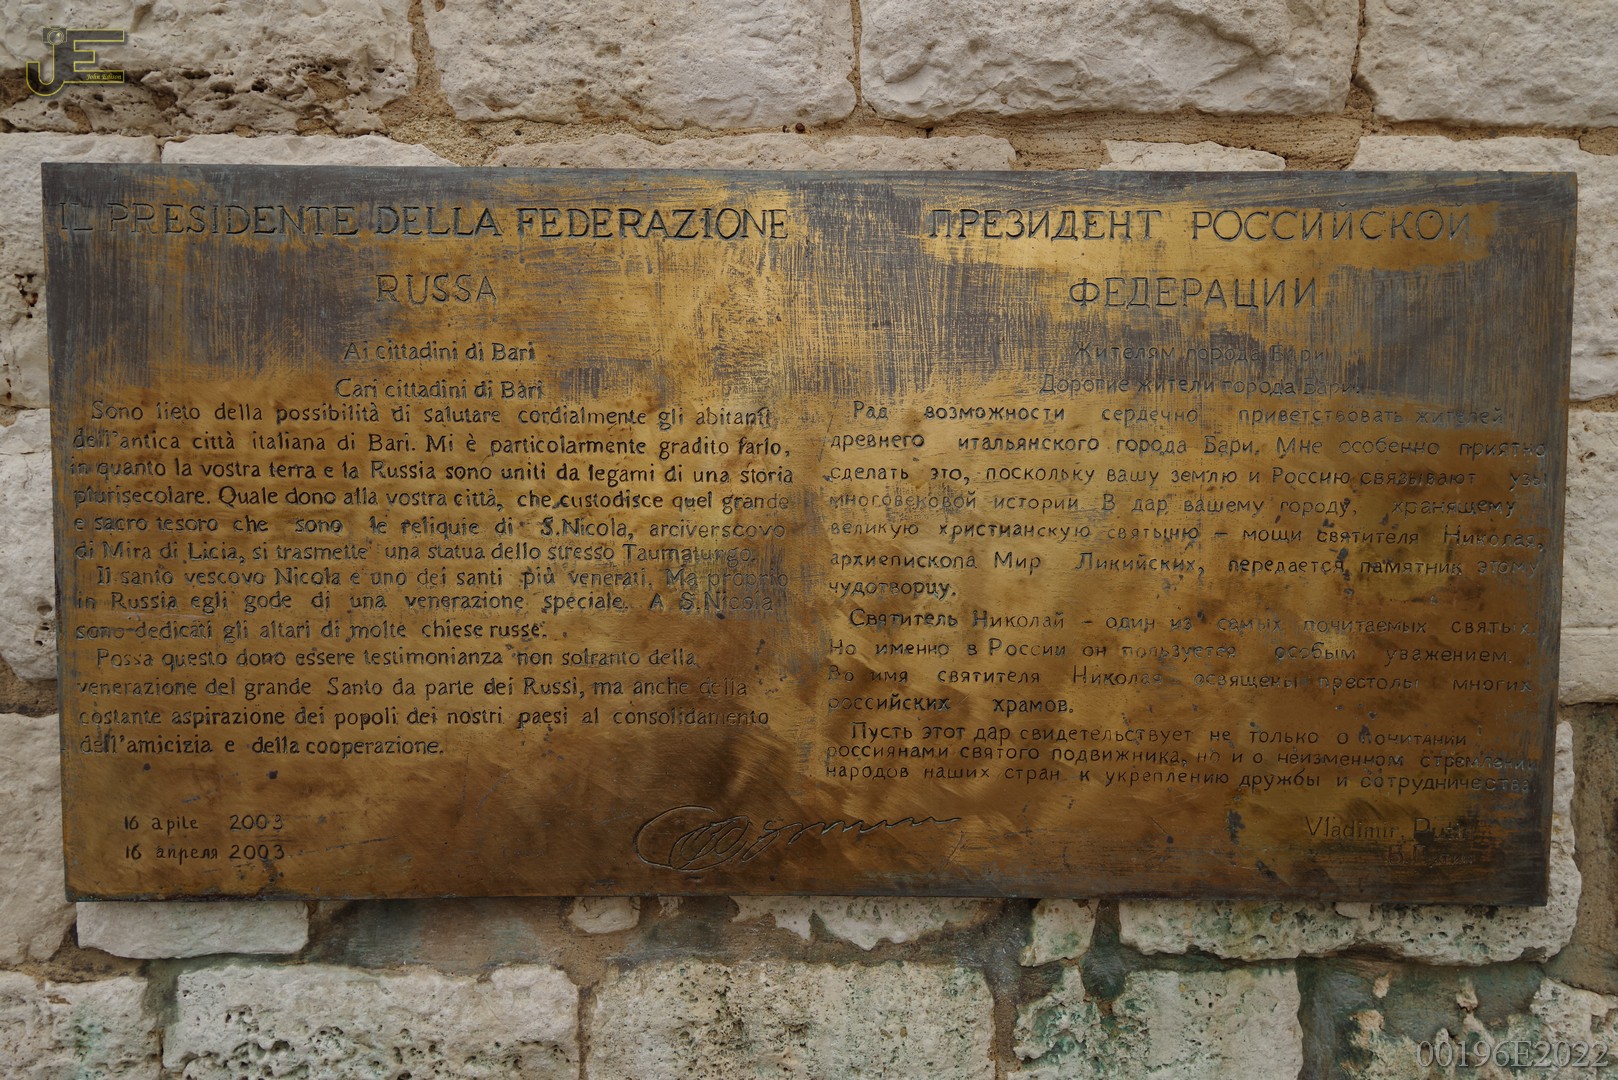 John Edison
IL PRESIDENTE DELLA FEDERAZIONE
RUSSA
Ai cittadini di Bari
Cari cittadini di Bari
Sono lieto della possibilità di salutare cordialmente gli abitanti
dell'antica città italiana di Bari. Mi è particolarmente gradito farlo,
in quanto la vostra terra e la Russia sono uniti da legami di una storia
plurisecolare. Quale dono alla vostra città, che custodisce quel grande
e sacro tesoro che sono le reliquie di S.Nicola, arciverscovo
di Mira di Licia, si trasmette una statua dello stresso Taumaturgo.
Il santo vescovo Nicola e uno dei santi più venerati. Ma proprio
in Russia egli gode di una venerazione speciale. A S.Nicola
sono dedicati gli altari di molte chiese russe.
Possa questo dono essere testimonianza non soltanto della
venerazione del grande Santo da parte dei Russi, ma anche della
costante aspirazione dei popoli dei nostri paesi al consolidamento
dell'amicizia e della cooperazione.
16 apile 2003
16 апреля 2003
ПРЕЗИДЕНТ РОССИЙСКОЙ
ФЕДЕРАЦИИ
Жителям города Бари
Дорогие жители города Бари
Рад возможности сердечно приветствовать жителей
древнего итальянского города Бари. Мне особенно приятно
сделать это, поскольку вашу землю и Россию связывают узы
многовековой истории. В дар вашему городу, хранящему
великую христианскую святыню – мощи святителя Николая,
архиепископа Мир Ликийских, передается памятник этому
чудотворцу.
Святитель Николай – один из самых почитаемых святых.
Но именно в России он пользуется особым уважением.
Во имя святителя Николая освящены престолы многих
российских храмов.
Пусть этот дар свидетельствует не только о почитании
россиянами святого подвижника, но и о неизменном стремлении
народов наших стран к укреплению дружбы и сотрудничества.
Vladimir Putin
00196E2022